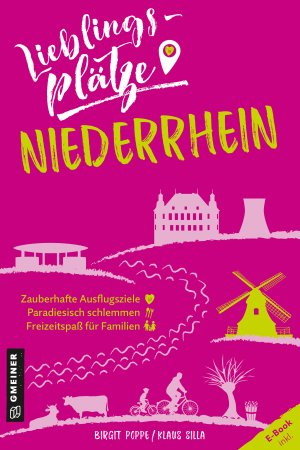 Lieblings-
plätze
NIEDERRHEIN
Zauberhafte Ausflugsziele
Paradiesisch schlemmen
Freizeitspaß für Familien
GMEINER
BIRGIT POPPE / KLAUS SILLA
E-Book
inkl.